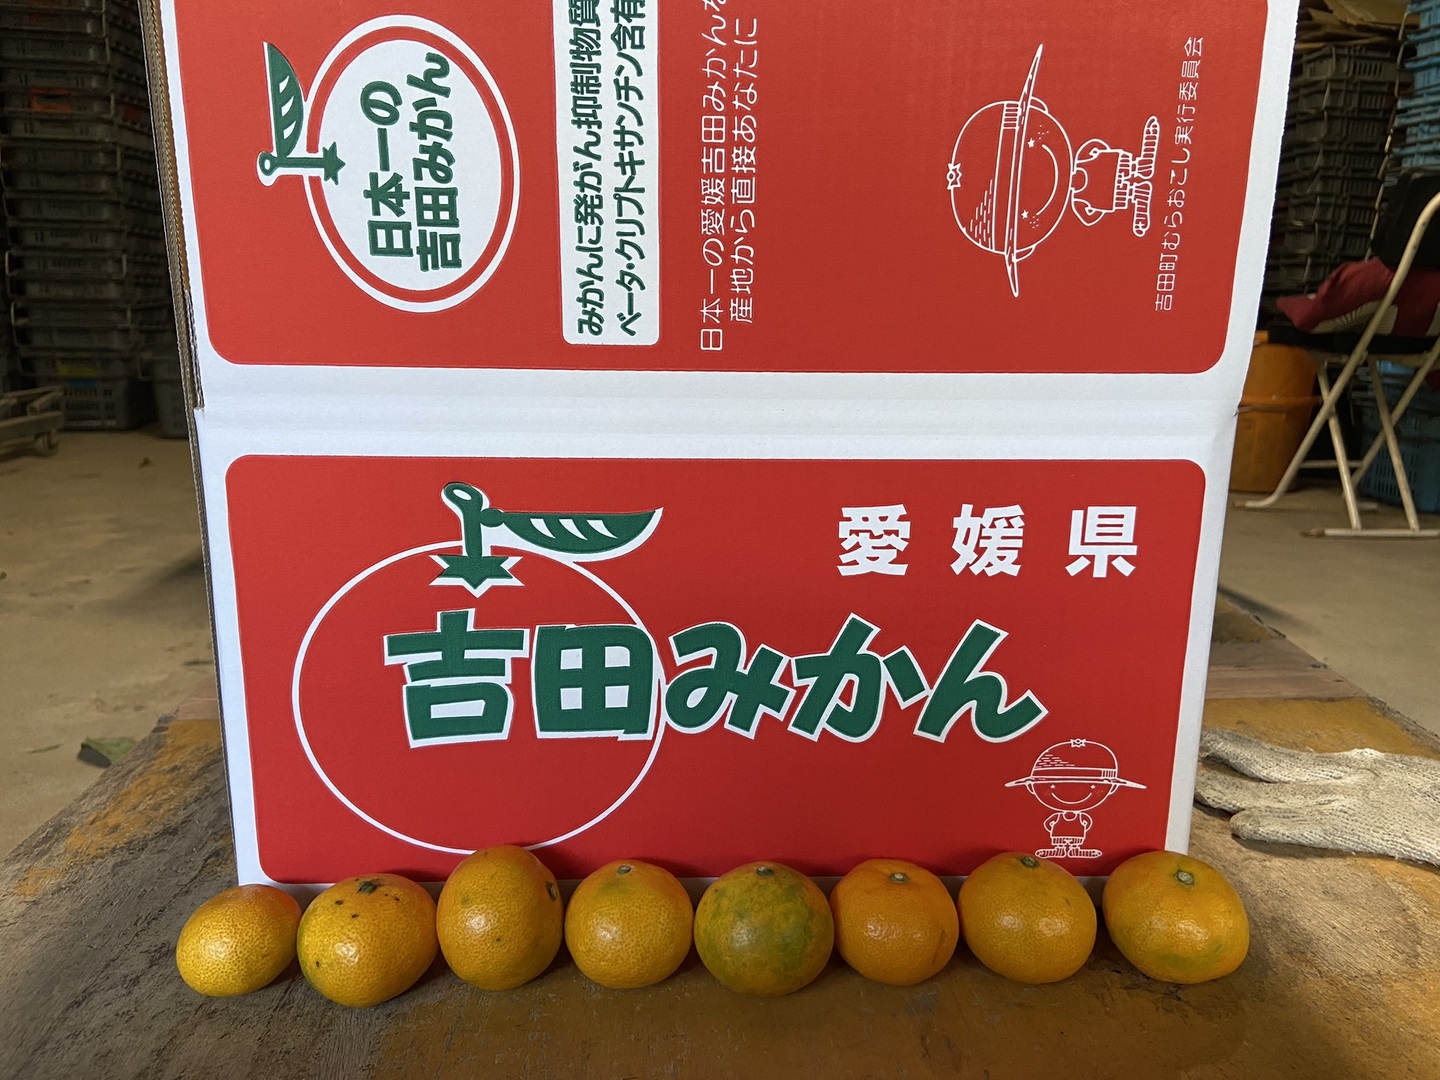 日本一の
吉田みかん
みかんに発がん抑制物質
ベータ・クリプトキサンチン含有
日本一の愛媛吉田みかんを
産地から直接あなたに
吉田町むらおこし実行委員会
愛媛県
吉田みかん